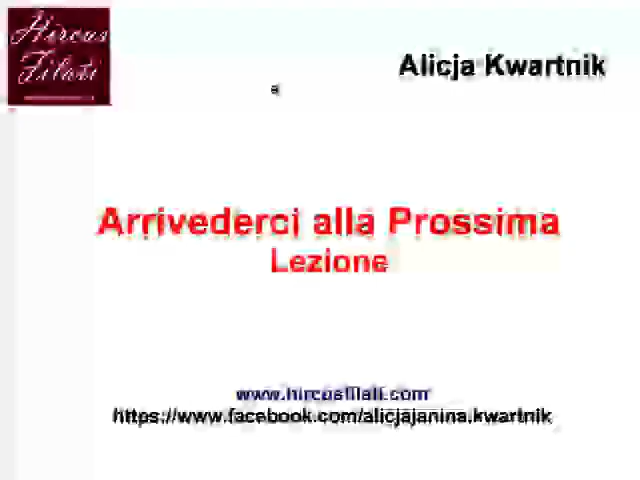 Hircus
Filati
Alicja Kwartnik
e
Arrivederci alla Prossima
Lezione
www.hircusfilati.com
https://www.facebook.com/alicjajanina.kwartnik